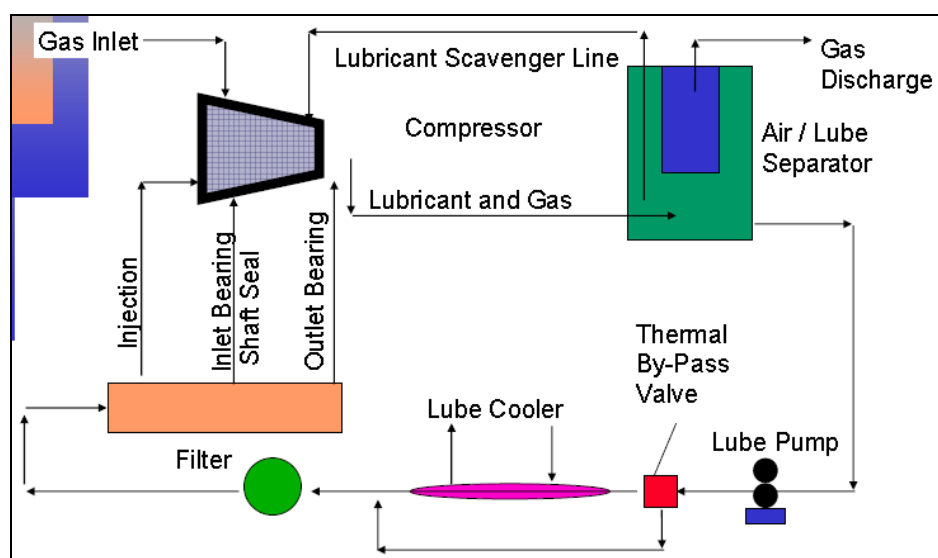 Gas Inlet
Lubricant Scavenger Line
Gas
Discharge
Compressor
Air / Lube
Separator
Lubricant and Gas
Injection
Inlet Bearing
Shaft Seal
Outlet Bearing
Thermal
By-Pass
Valve
Lube Cooler
Lube Pump
Filter